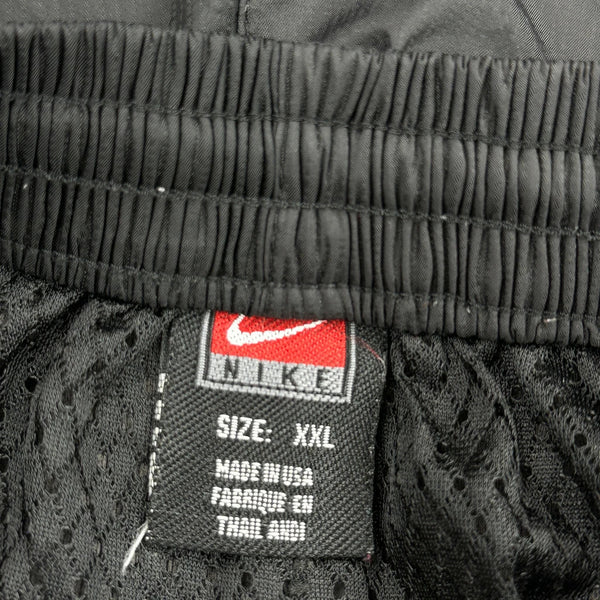 NIKE
SIZE: XXL
MADE IN USA
FABRIQUE EN
THAIL ANDI